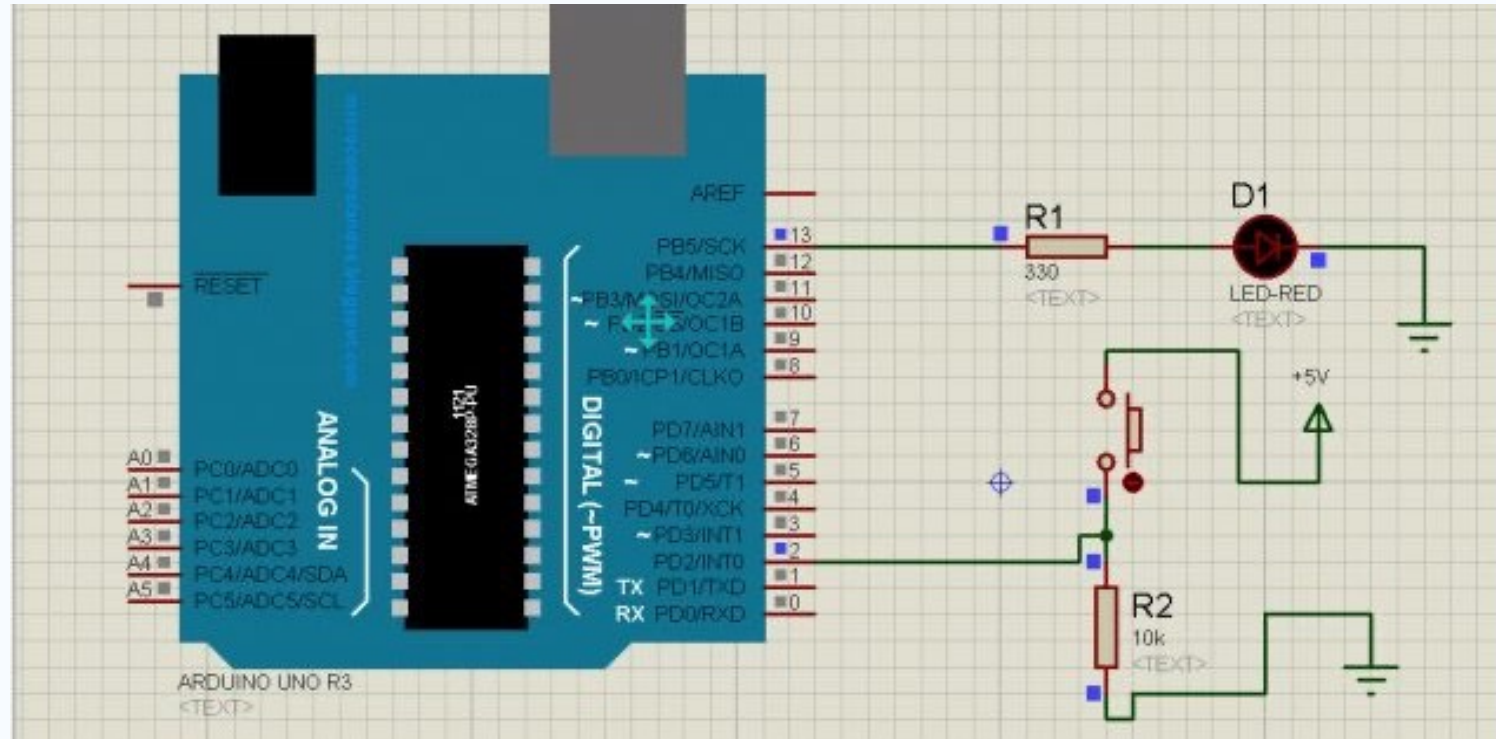 AREF
PB5/SCK
13
PB4/MISO
12
11
10
~
~PB1/OC1A
9
PB0/ICP1/CLKO
8
PD7/AIN1
7
~PD6/AIN0
6
~ PD5/T1
5
PD4/T0/XCK
4
~PD3/INT1
3
PD2/INT0
2
TX PD1/TXD
1
RX PD0/RXD
0
RESET
A0
PC0/ADC0
A1
PC1/ADC1
A2
PC2/ADC2
A3
PC3/ADC3
A4
PC4/ADC4/SDA
A5
PC5/ADC5/SCL
ANALOG IN
1121
ATMEGA328P-PU
DIGITAL (~PWM)
ARDUINO UNO R3
<TEXT>
R1
330
<TEXT>
D1
LED-RED
<TEXT>
+5V
R2
10k
<TEXT>